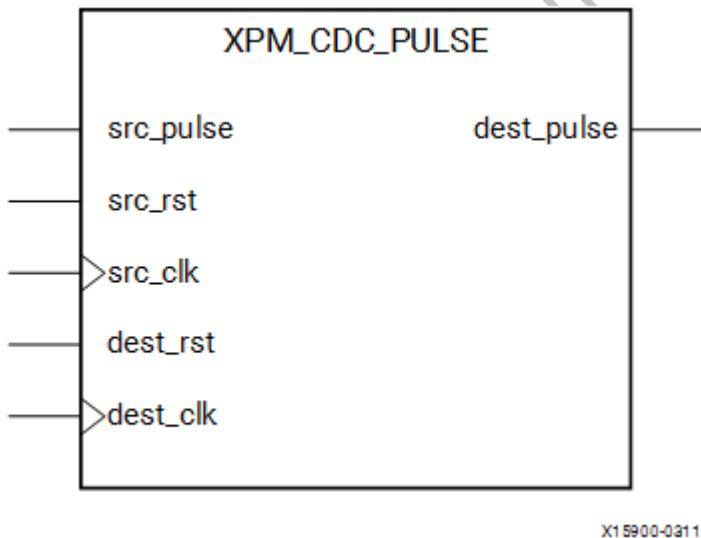 XPM_CDC_PULSE
src_pulse dest_pulse
src_rst
src_clk
dest_rst
dest_clk
X15900-0311